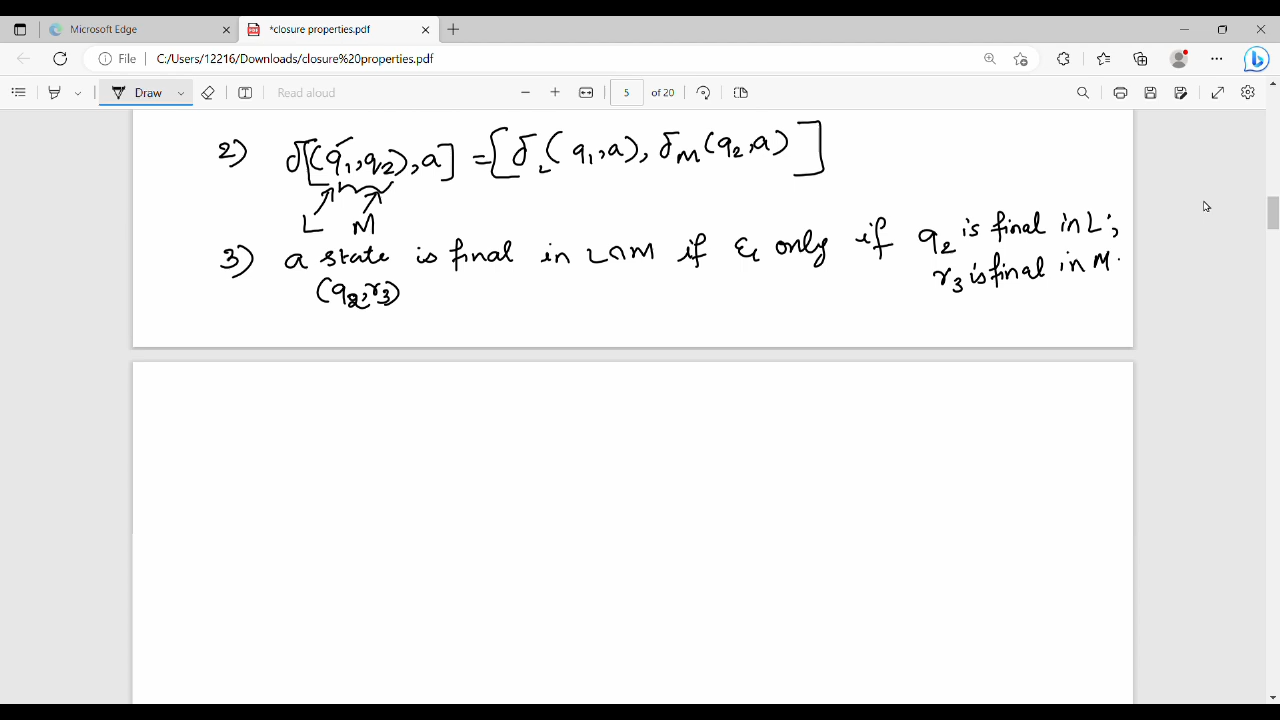 Microsoft Edge
*closure properties.pdf
File C:/Users/12216/Downloads/closure%20properties.pdf
Draw Read aloud 5 of 20
2) δ[(q₁,q₂),a] = [δ_L(q₁,a), δ_M(q₂,a)]
L M
3) a state is final in L∩M if & only if q₂ is final in L;
(q₂,r₃) r₃ is final in M.